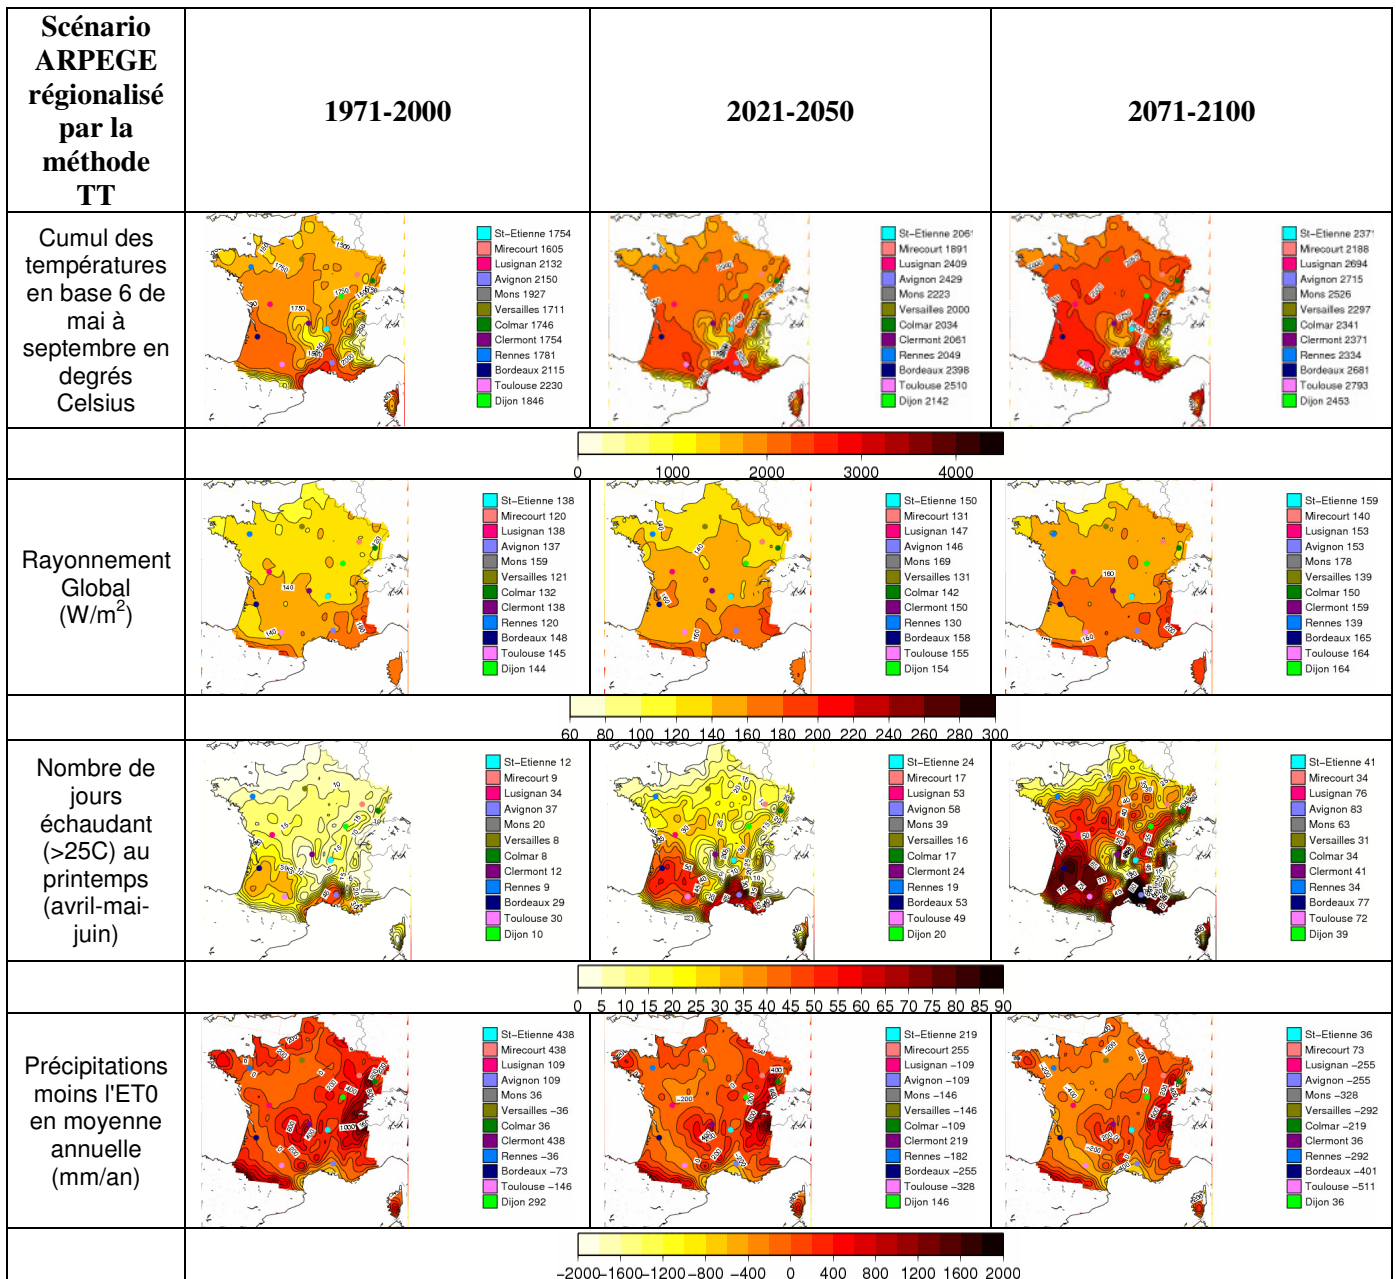 Scénario
ARPEGE
régionalisé
par la
méthode
TT
1971-2000
2021-2050
2071-2100
Cumul des
températures
en base 6 de
mai à
septembre en
degrés
Celsius
St-Etienne 1754
Mirecourt 1605
Lusignan 2132
Avignon 2150
Mons 1927
Versailles 1711
Colmar 1746
Clermont 1754
Rennes 1781
Bordeaux 2115
Toulouse 2230
Dijon 1846
St-Etienne 2061
Mirecourt 1891
Lusignan 2409
Avignon 2429
Mons 2223
Versailles 2000
Colmar 2034
Clermont 2061
Rennes 2049
Bordeaux 2398
Toulouse 2510
Dijon 2142
St-Etienne 2371
Mirecourt 2188
Lusignan 2694
Avignon 2715
Mons 2526
Versailles 2297
Colmar 2341
Clermont 2371
Rennes 2334
Bordeaux 2681
Toulouse 2793
Dijon 2453
0 1000 2000 3000 4000
Rayonnement
Global
(W/m²)
St-Etienne 138
Mirecourt 120
Lusignan 138
Avignon 137
Mons 159
Versailles 121
Colmar 132
Clermont 138
Rennes 120
Bordeaux 148
Toulouse 145
Dijon 144
St-Etienne 150
Mirecourt 131
Lusignan 147
Avignon 146
Mons 169
Versailles 131
Colmar 142
Clermont 150
Rennes 130
Bordeaux 158
Toulouse 155
Dijon 154
St-Etienne 159
Mirecourt 140
Lusignan 153
Avignon 153
Mons 178
Versailles 139
Colmar 150
Clermont 159
Rennes 139
Bordeaux 165
Toulouse 164
Dijon 164
60 80 100 120 140 160 180 200 220 240 260 280 300
Nombre de
jours
échaudant
(>25C) au
printemps
(avril-mai-
juin)
St-Etienne 12
Mirecourt 9
Lusignan 34
Avignon 37
Mons 20
Versailles 8
Colmar 8
Clermont 12
Rennes 9
Bordeaux 29
Toulouse 30
Dijon 10
St-Etienne 24
Mirecourt 17
Lusignan 53
Avignon 58
Mons 39
Versailles 16
Colmar 17
Clermont 24
Rennes 19
Bordeaux 53
Toulouse 49
Dijon 20
St-Etienne 41
Mirecourt 34
Lusignan 76
Avignon 83
Mons 63
Versailles 31
Colmar 34
Clermont 41
Rennes 34
Bordeaux 77
Toulouse 72
Dijon 39
0 5 10 15 20 25 30 35 40 45 50 55 60 65 70 75 80 85 90
Précipitations
moins l'ET0
en moyenne
annuelle
(mm/an)
St-Etienne 438
Mirecourt 438
Lusignan 109
Avignon 109
Mons 36
Versailles -36
Colmar 36
Clermont 438
Rennes -36
Bordeaux -73
Toulouse -146
Dijon 292
St-Etienne 219
Mirecourt 255
Lusignan -109
Avignon -109
Mons -146
Versailles -146
Colmar -109
Clermont 219
Rennes -182
Bordeaux -255
Toulouse -328
Dijon 146
St-Etienne 36
Mirecourt 73
Lusignan -255
Avignon -255
Mons -328
Versailles -292
Colmar -219
Clermont 36
Rennes -292
Bordeaux -401
Toulouse -511
Dijon 36
-2000 -1600 -1200 -800 -400 0 400 800 1200 1600 2000